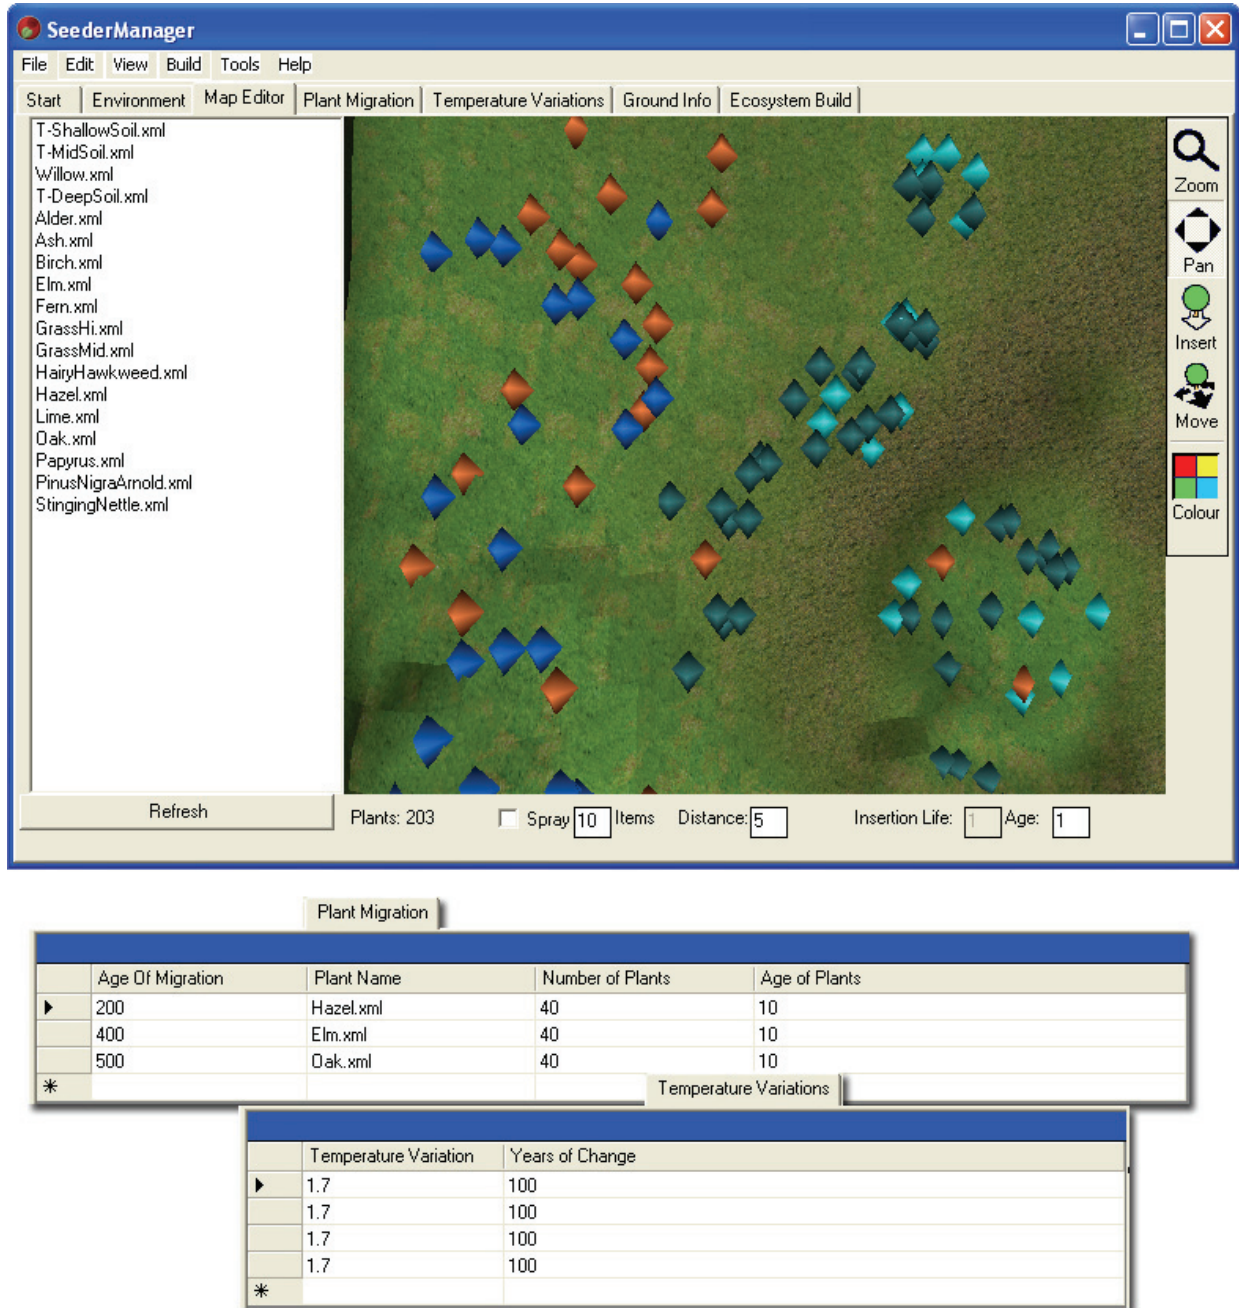 SeederManager
File Edit View Build Tools Help
Start Environment Map Editor Plant Migration Temperature Variations Ground Info Ecosystem Build
T-ShallowSoil.xml
T-MidSoil.xml
Willow.xml
T-DeepSoil.xml
Alder.xml
Ash.xml
Birch.xml
Elm.xml
Fern.xml
GrassHi.xml
GrassMid.xml
HairyHawkweed.xml
Hazel.xml
Lime.xml
Oak.xml
Papyrus.xml
PinusNigraArnold.xml
StingingNettle.xml
Zoom
Pan
Insert
Move
Colour
Refresh
Plants: 203 Spray 10 Items Distance: 5 Insertion Life: 1 Age: 1
Plant Migration
Age Of Migration Plant Name Number of Plants Age of Plants
200 Hazel.xml 40 10
400 Elm.xml 40 10
500 Oak.xml 40 10
Temperature Variations
Temperature Variation Years of Change
1.7 100
1.7 100
1.7 100
1.7 100